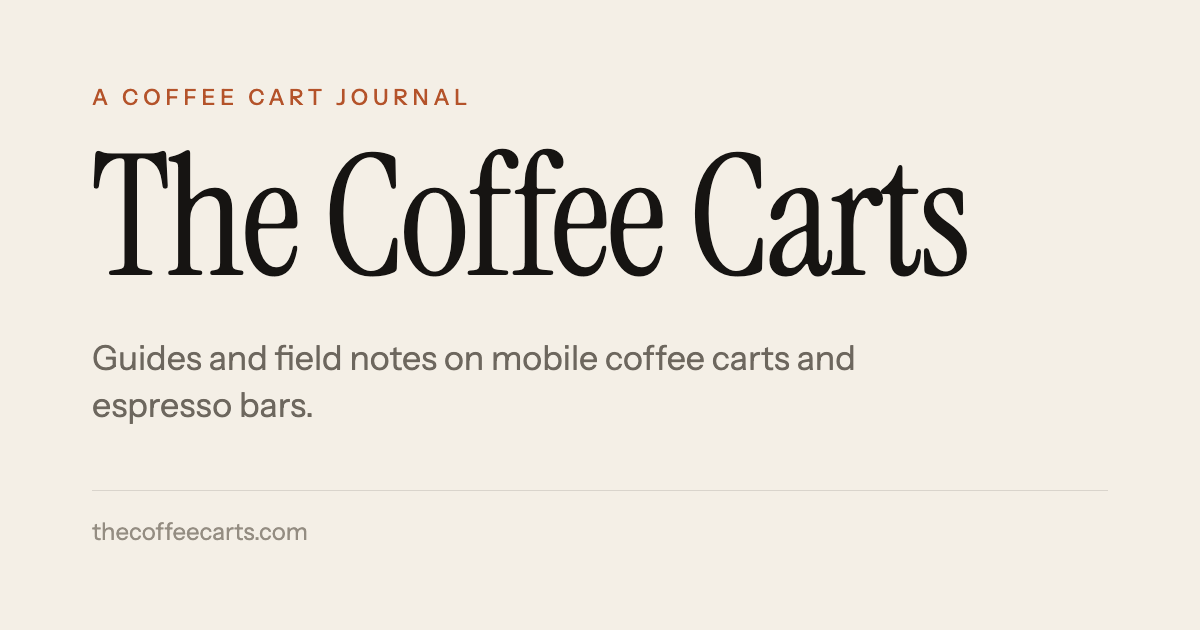 A COFFEE CART JOURNAL
The Coffee Carts
Guides and field notes on mobile coffee carts and
espresso bars.
thecoffeecarts.com